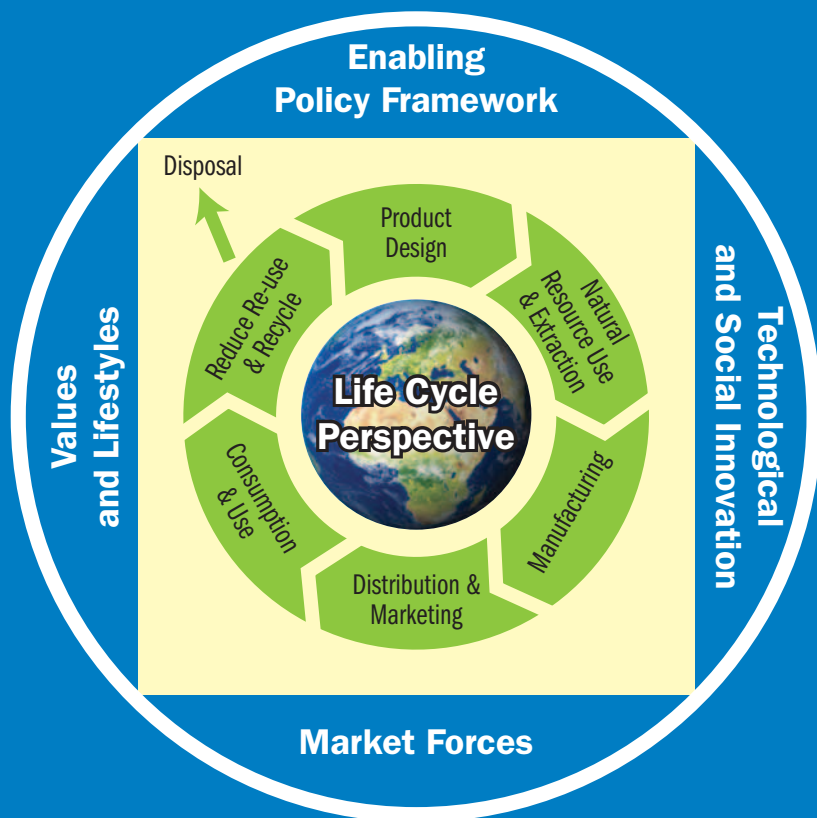 Enabling
Policy Framework
Disposal
Product
Design
Natural
Resource Use
& Extraction
Manufacturing
Distribution &
Marketing
Consumption
& Use
Reduce Re-use
& Recycle
Life Cycle
Perspective
Values
and Lifestyles
Technological
and Social Innovation
Market Forces